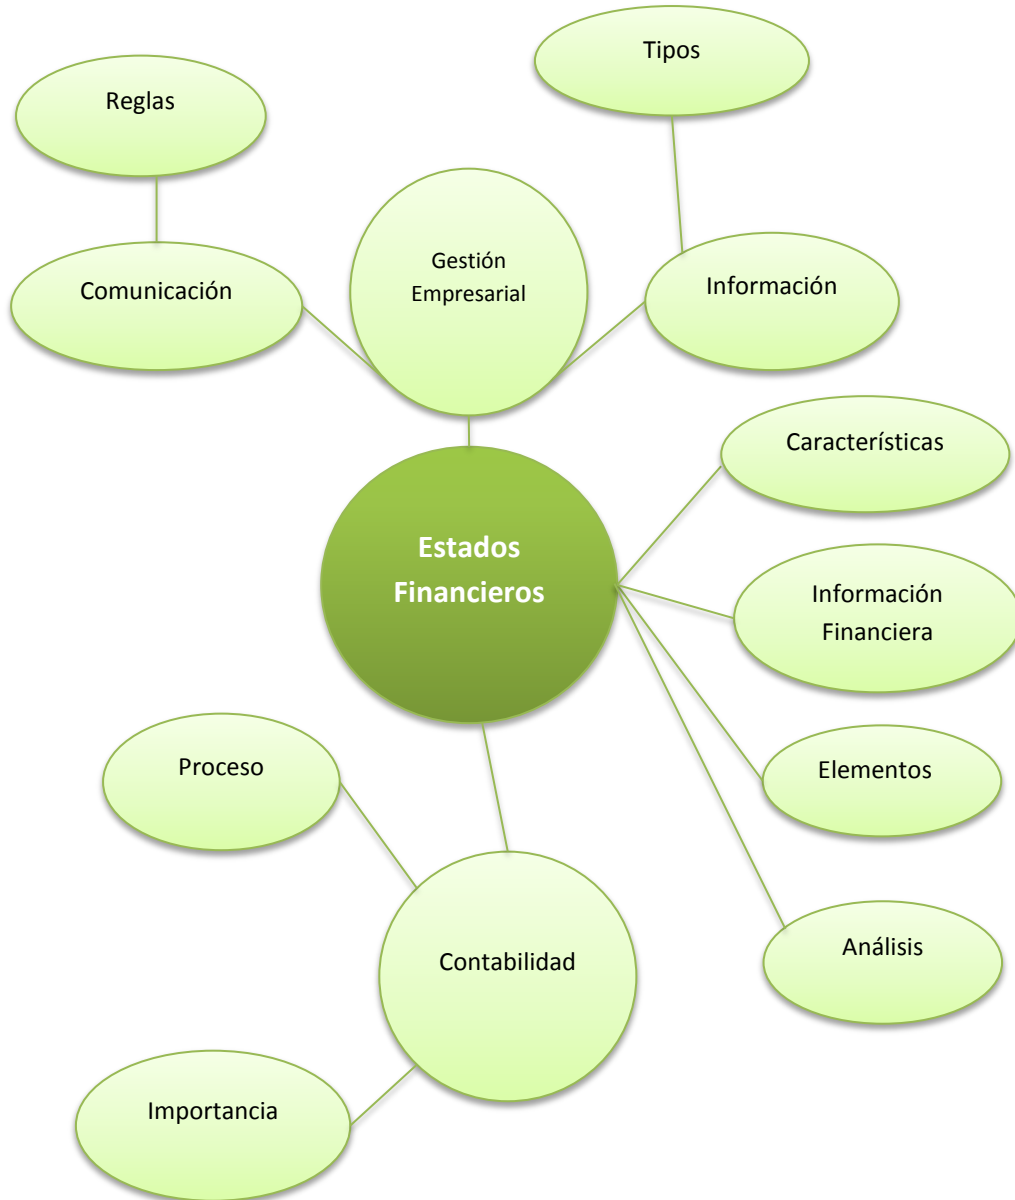 Tipos
Reglas
Gestión
Empresarial
Comunicación
Información
Características
Estados
Financieros
Información
Financiera
Proceso
Elementos
Análisis
Contabilidad
Importancia